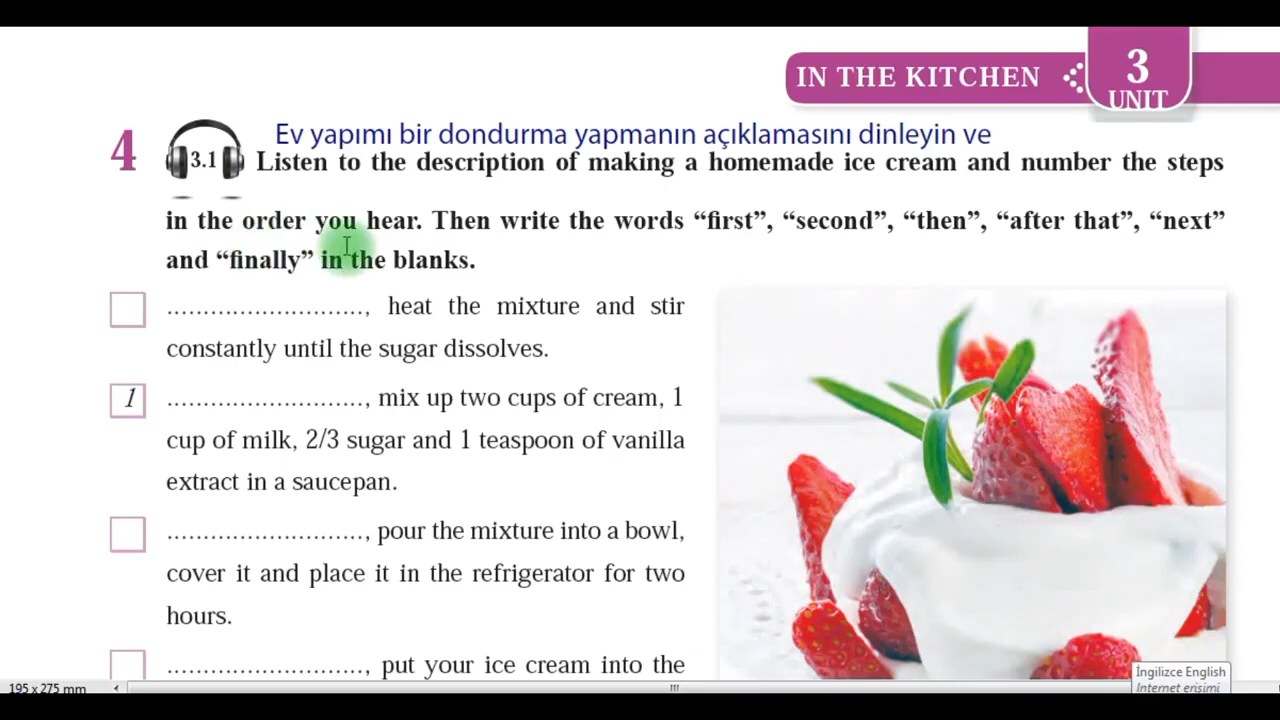 IN THE KITCHEN
3
UNIT
Ev yapımı bir dondurma yapmanın açıklamasını dinleyin ve
4 3.1 Listen to the description of making a homemade ice cream and number the steps
in the order you hear. Then write the words “first”, “second”, “then”, “after that”, “next”
and “finally” in the blanks.
..........................., heat the mixture and stir
constantly until the sugar dissolves.
1 ..........................., mix up two cups of cream, 1
cup of milk, 2/3 sugar and 1 teaspoon of vanilla
extract in a saucepan.
..........................., pour the mixture into a bowl,
cover it and place it in the refrigerator for two
hours.
..........................., put your ice cream into the
195 x 275 mm
İngilizce English
Internet erişimi